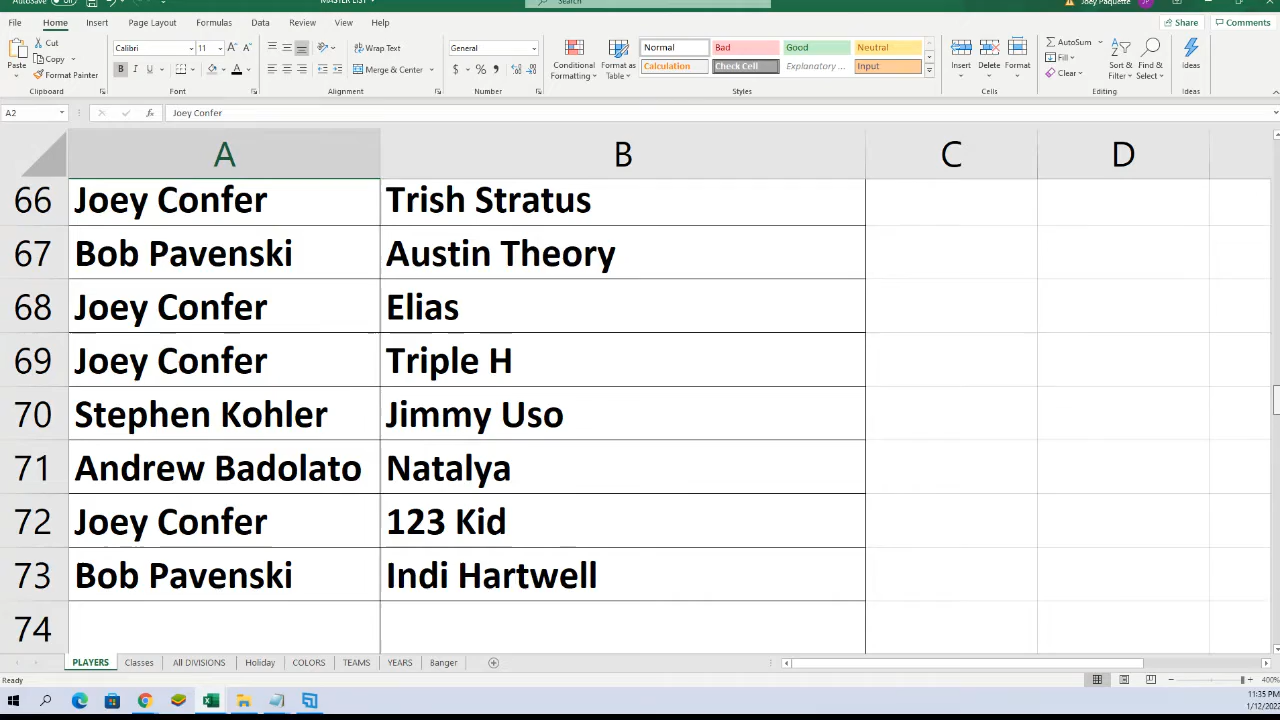 AutoSave Off MASTER LIST Search Joey Paquette JP
File Home Insert Page Layout Formulas Data Review View Help Share Comments
Paste Cut Copy Format Painter Clipboard
Calibri 11 Font
Wrap Text Merge & Center Alignment
General Number
Conditional Formatting Format as Table Normal Bad Good Neutral
Calculation Check Cell Explanatory ... Input Styles
Insert Delete Format Cells
AutoSum Fill Clear Sort & Filter Find & Select Editing
Ideas Ideas
A2 fx Joey Confer
A B C D
66 Joey Confer Trish Stratus
67 Bob Pavenski Austin Theory
68 Joey Confer Elias
69 Joey Confer Triple H
70 Stephen Kohler Jimmy Uso
71 Andrew Badolato Natalya
72 Joey Confer 123 Kid
73 Bob Pavenski Indi Hartwell
74
PLAYERS Classes All DIVISIONS Holiday COLORS TEAMS YEARS Banger
Ready 400%
11:35 PM
1/12/2022